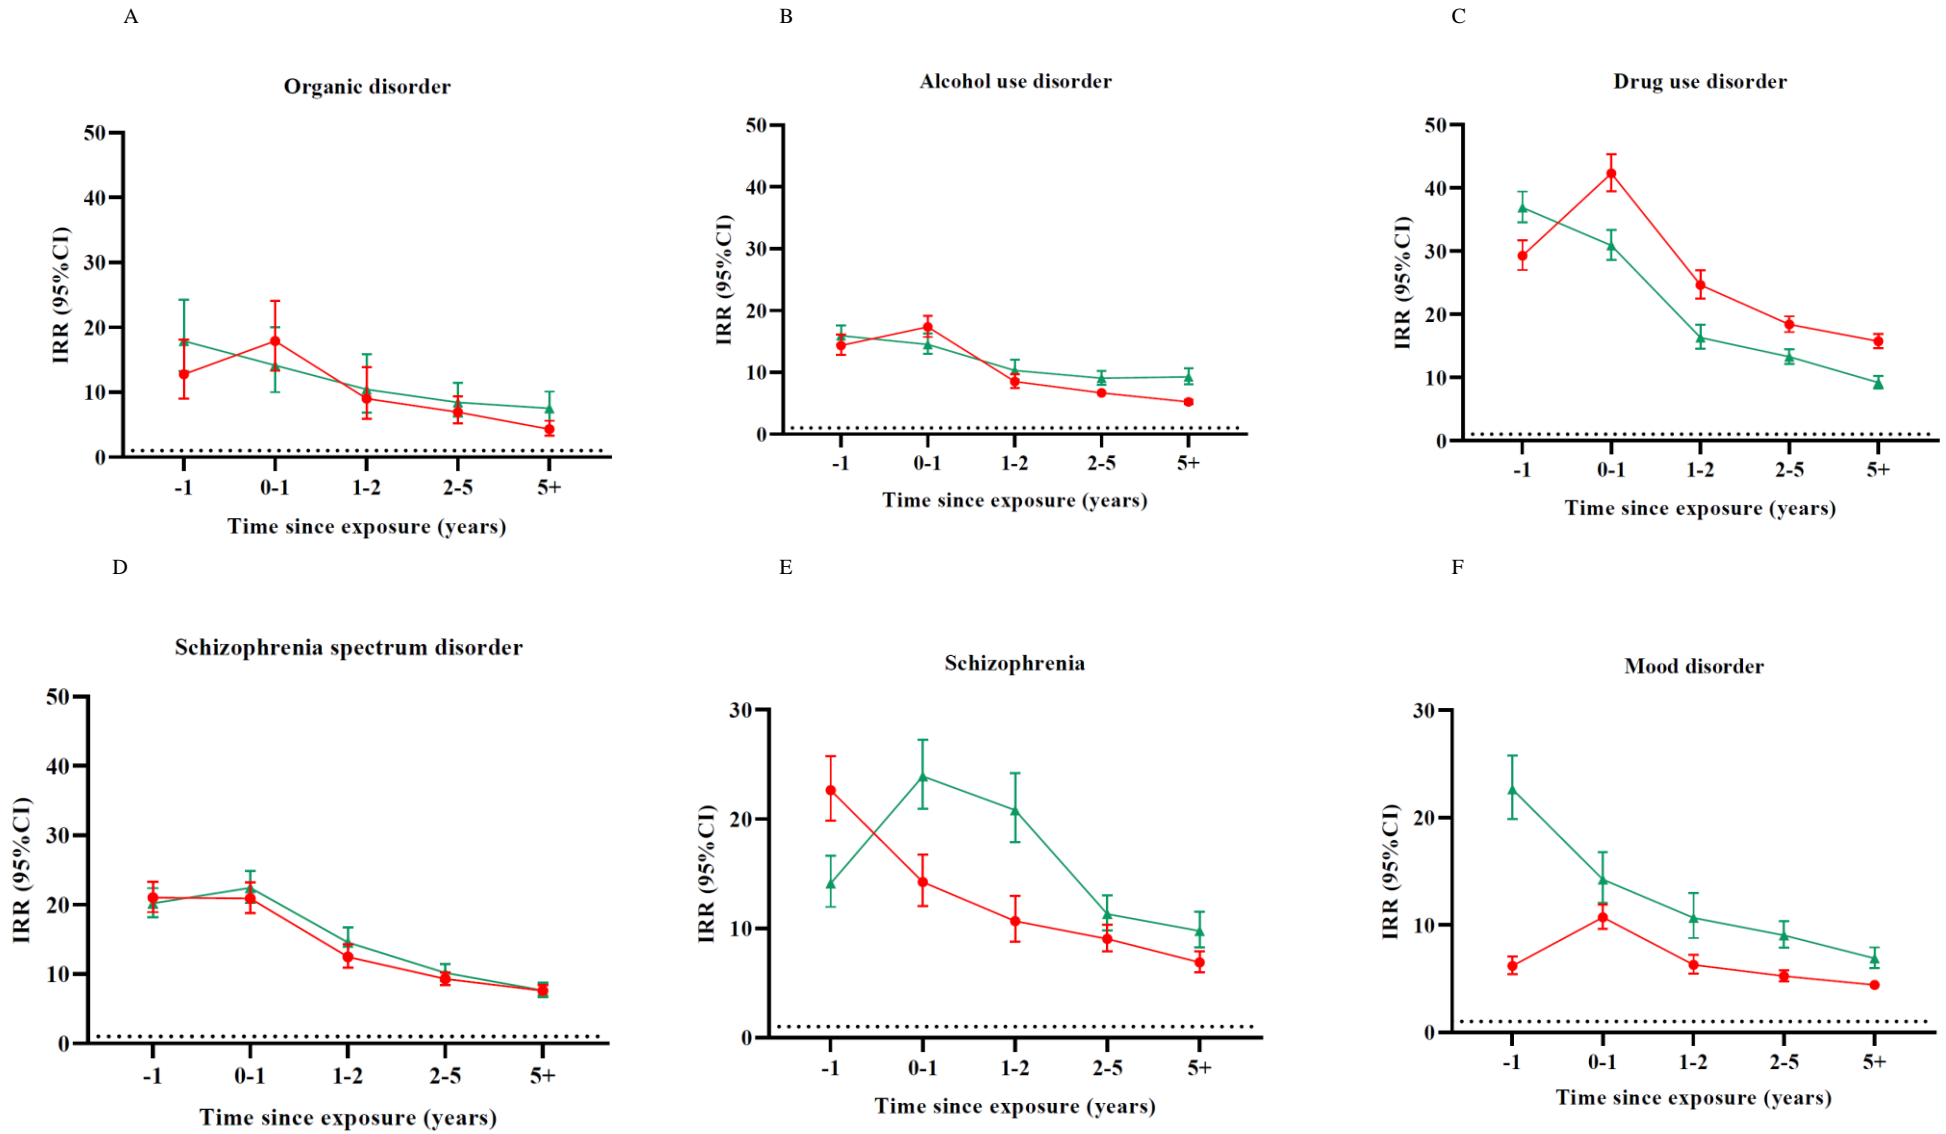 A
B
C
Organic disorder
Alcohol use disorder
Drug use disorder
IRR (95%CI)
50
40
30
20
10
0
-1 0-1 1-2 2-5 5+
Time since exposure (years)
IRR (95%CI)
50
40
30
20
10
0
-1 0-1 1-2 2-5 5+
Time since exposure (years)
IRR (95%CI)
50
40
30
20
10
0
-1 0-1 1-2 2-5 5+
Time since exposure (years)
D
E
F
Schizophrenia spectrum disorder
Schizophrenia
Mood disorder
IRR (95%CI)
50
40
30
20
10
0
-1 0-1 1-2 2-5 5+
Time since exposure (years)
IRR (95%CI)
30
20
10
0
-1 0-1 1-2 2-5 5+
Time since exposure (years)
IRR (95%CI)
30
20
10
0
-1 0-1 1-2 2-5 5+
Time since exposure (years)